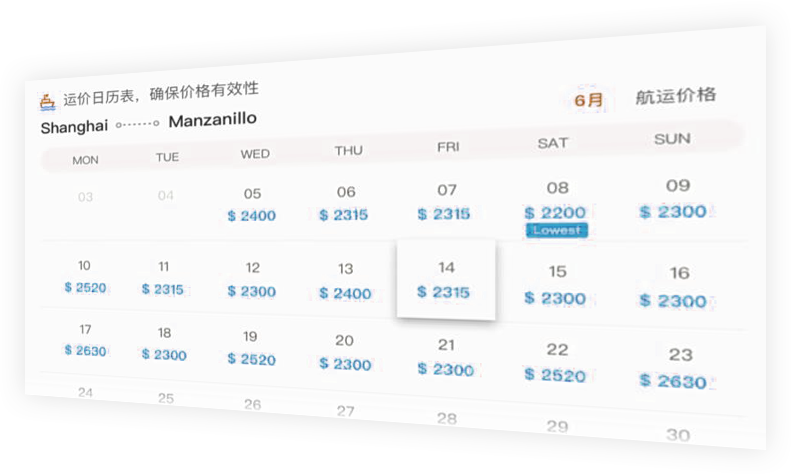 运价日历表，确保价格有效性
Shanghai Manzanillo
6月 航运价格
MON TUE WED THU FRI SAT SUN
03 04 05 06 07 08 09
$ 2400 $ 2315 $ 2315 $ 2200 $ 2300
Lowest
10 11 12 13 14 15 16
$ 2520 $ 2315 $ 2300 $ 2400 $ 2315 $ 2300 $ 2300
17 18 19 20 21 22 23
$ 2630 $ 2300 $ 2520 $ 2300 $ 2300 $ 2520 $ 2630
24 25 26 27 28 29 30